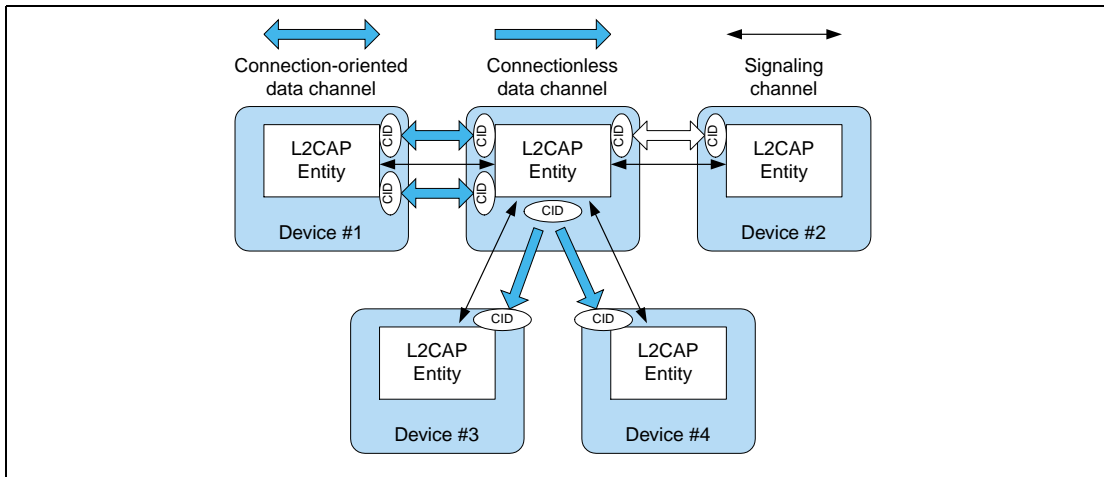 Connection-oriented
data channel
Connectionless
data channel
Signaling
channel
CID
CID
CID
CID
L2CAP
Entity
L2CAP
Entity
L2CAP
Entity
CID
CID
CID
Device #1
Device #2
CID
CID
L2CAP
Entity
L2CAP
Entity
Device #3
Device #4